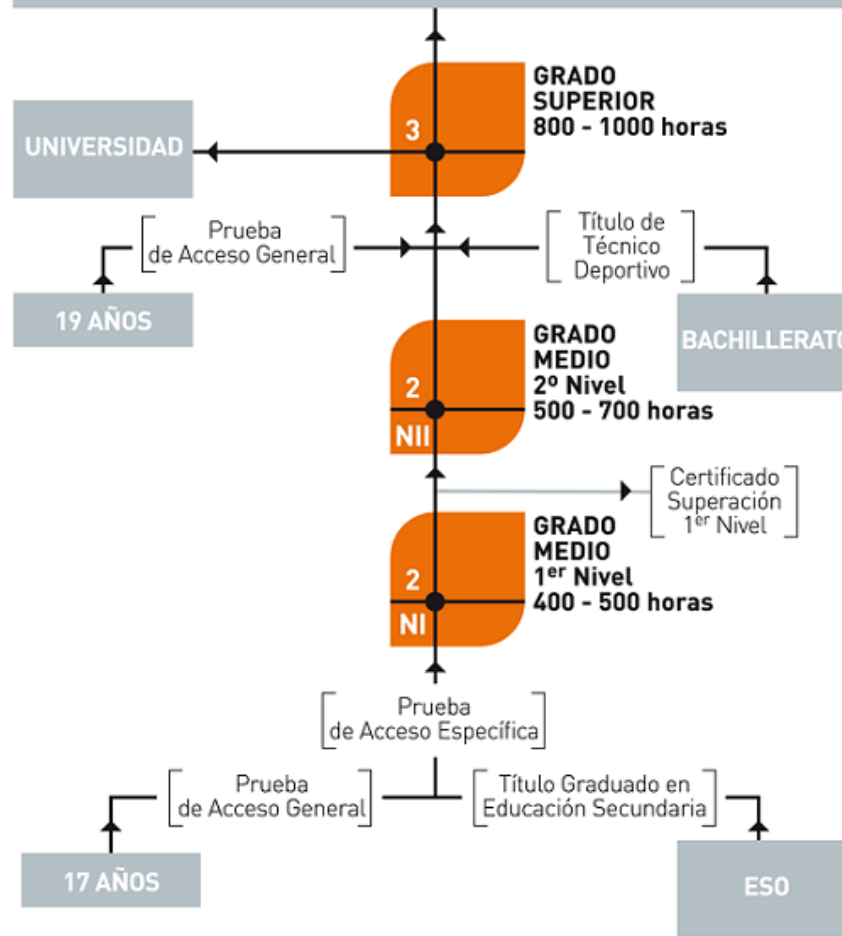 GRADO
SUPERIOR
800 - 1000 horas
3
UNIVERSIDAD
Prueba
de Acceso General
Título de
Técnico
Deportivo
19 AÑOS
BACHILLERATO
GRADO
MEDIO
2º Nivel
500 - 700 horas
2
NII
Certificado
Superación
1er Nivel
GRADO
MEDIO
1er Nivel
400 - 500 horas
2
NI
Prueba
de Acceso Específica
Prueba
de Acceso General
Título Graduado en
Educación Secundaria
17 AÑOS
ESO